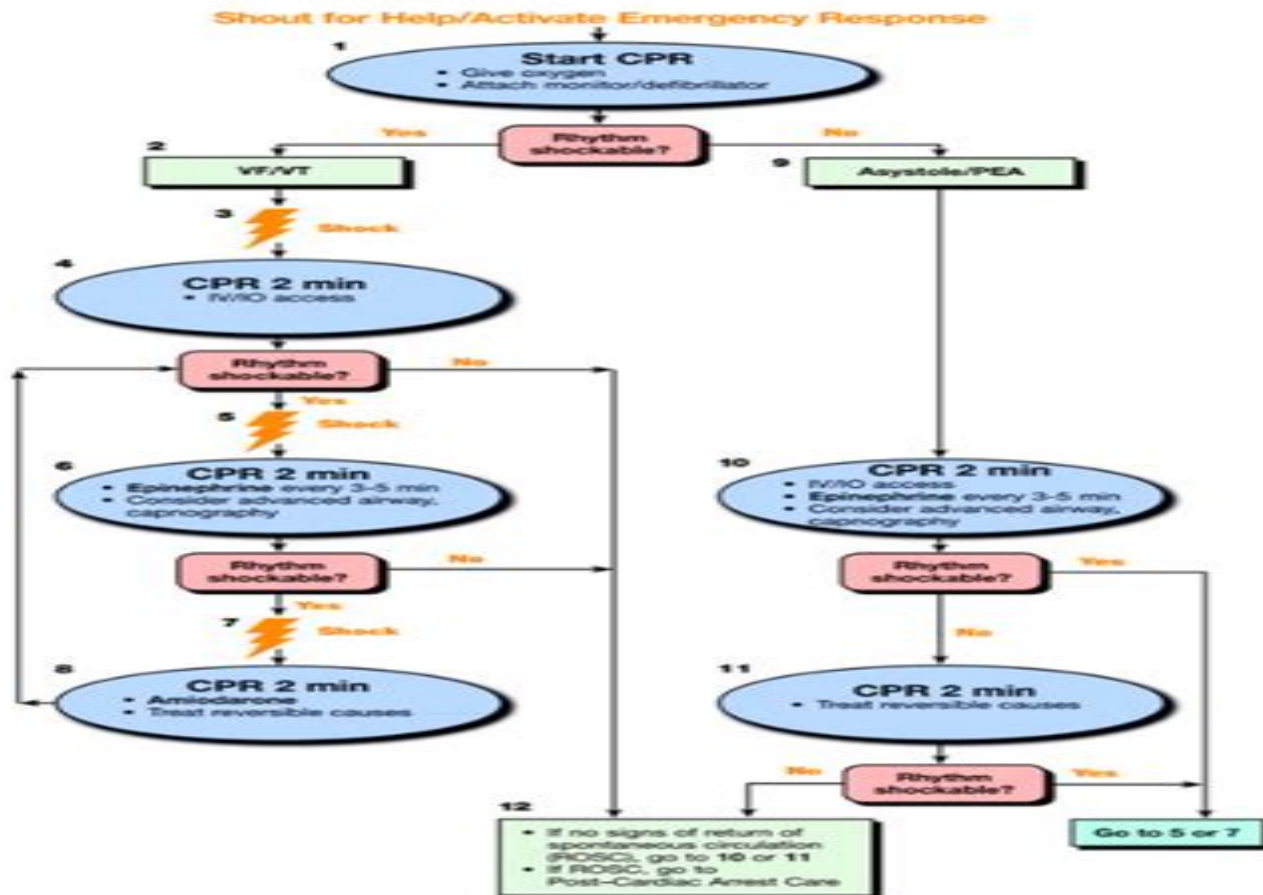 Shout for Help/Activate Emergency Response
1
Start CPR
• Give oxygen
• Attach monitor/defibrillator
Rhythm
shockable?
Yes
No
2
VF/VT
9
Asystole/PEA
3
Shock
4
CPR 2 min
• IV/IO access
Rhythm
shockable?
No
Yes
5
Shock
6
CPR 2 min
• Epinephrine every 3-5 min
• Consider advanced airway,
capnography
10
CPR 2 min
• IV/IO access
• Epinephrine every 3-5 min
• Consider advanced airway,
capnography
Rhythm
shockable?
No
Yes
Rhythm
shockable?
Yes
No
7
Shock
8
CPR 2 min
• Amiodarone
• Treat reversible causes
11
CPR 2 min
• Treat reversible causes
No
Rhythm
shockable?
Yes
12
• If no signs of return of
spontaneous circulation
(ROSC), go to 10 or 11
• If ROSC, go to
Post–Cardiac Arrest Care
Go to 5 or 7